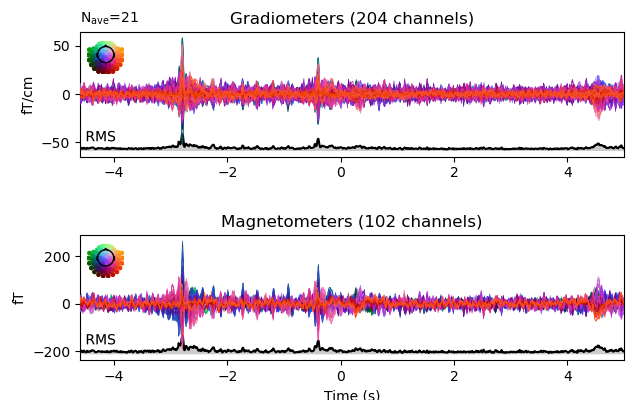 N_ave=21
Gradiometers (204 channels)
50
0
−50
fT/cm
RMS
−4
−2
0
2
4
Magnetometers (102 channels)
200
0
−200
fT
RMS
−4
−2
0
2
4
Time (s)